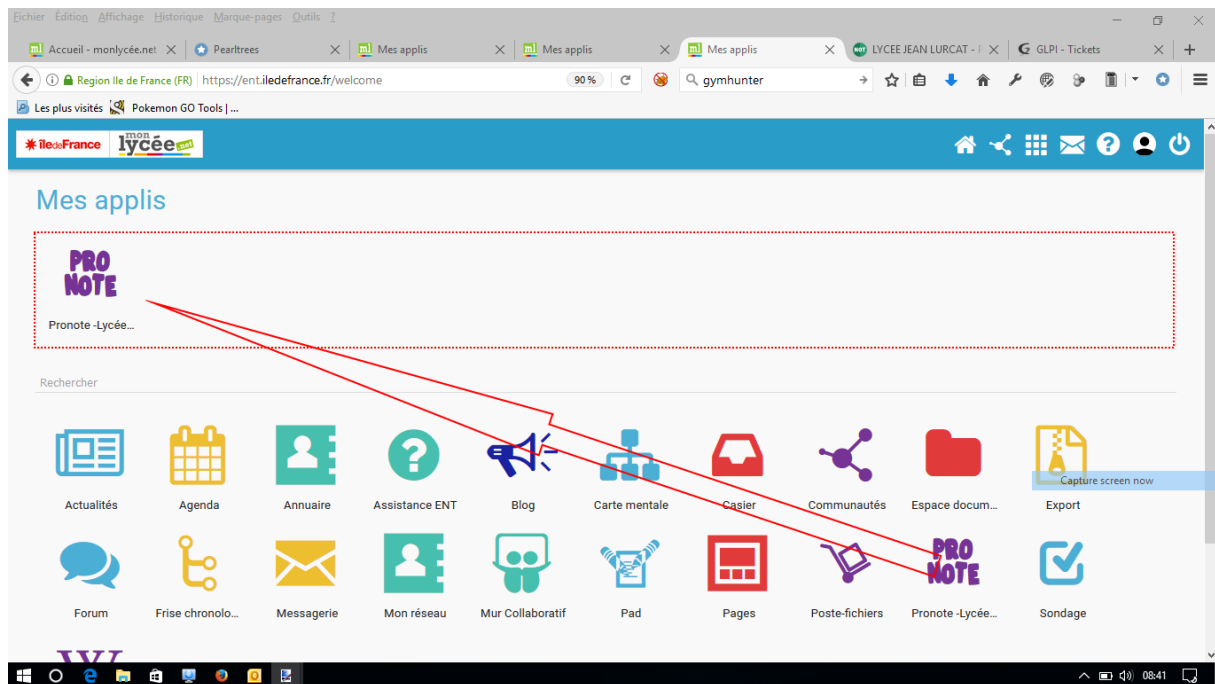 Fichier Édition Affichage Historique Marque-pages Outils ?
Accueil - monlycée.net Pearltrees Mes applis Mes applis Mes applis LYCEE JEAN LURCAT - GLPI - Tickets
Region Ile de France (FR) https://ent.iledefrance.fr/welcome 90 % gymhunter
Les plus visités Pokemon GO Tools | ...
îledeFrance mon lycée.net
Mes applis
PRO
NOTE
Pronote -Lycée...
Rechercher
Actualités Agenda Annuaire Assistance ENT Blog Carte mentale Casier Communautés Espace docum... Export
Capture screen now
PRO
NOTE
Forum Frise chronolo... Messagerie Mon réseau Mur Collaboratif Pad Pages Poste-fichiers Pronote -Lycée... Sondage
08:41